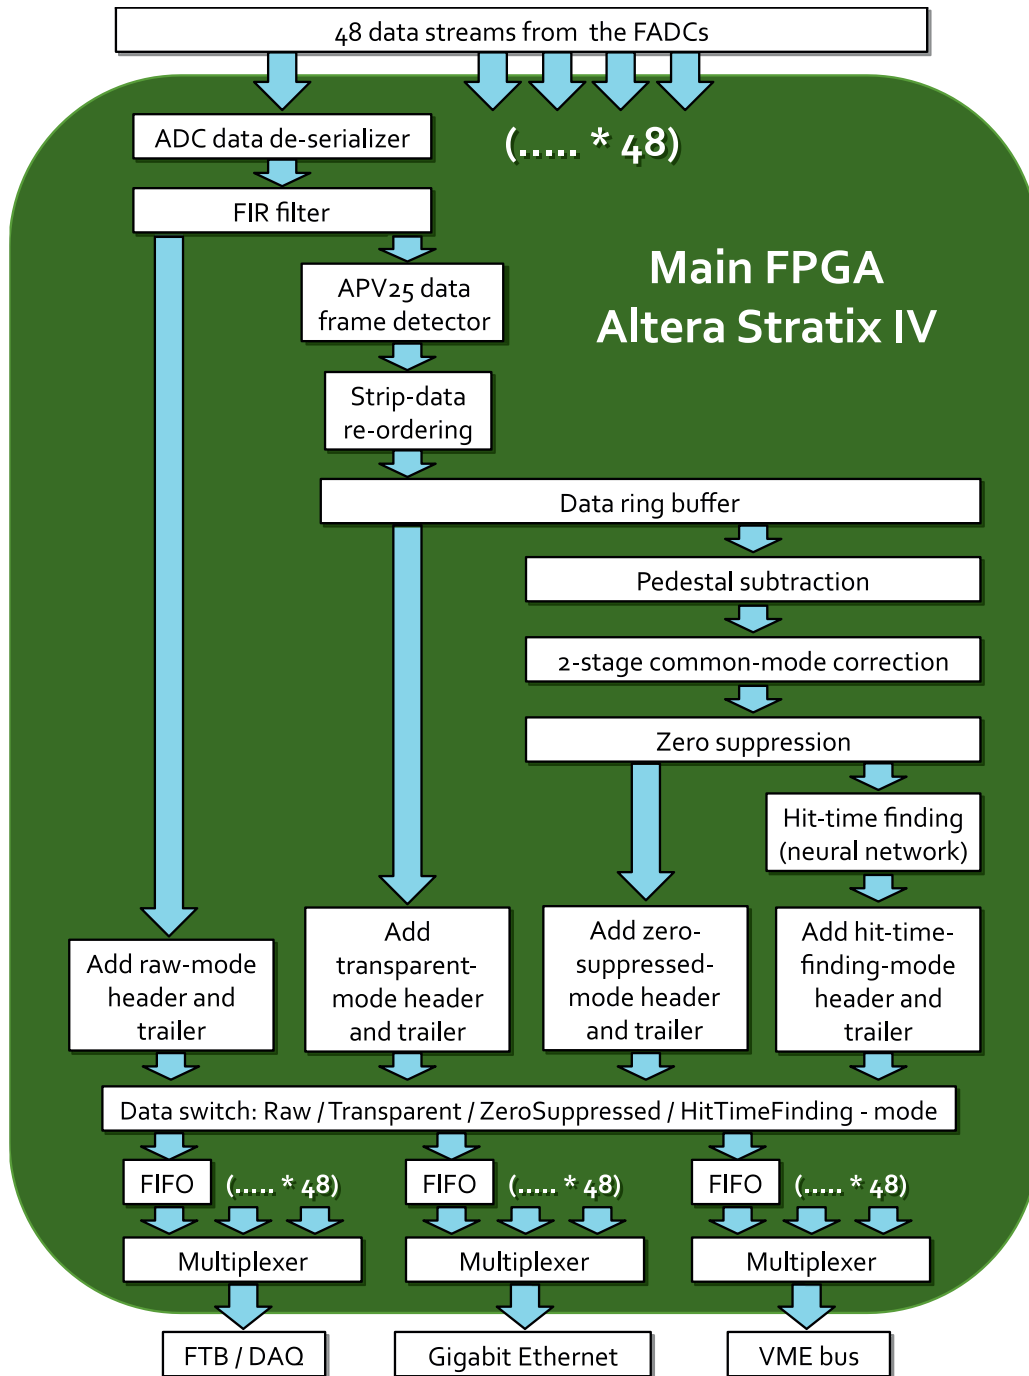 48 data streams from the FADCs
ADC data de-serializer
(..... * 48)
FIR filter
Main FPGA
Altera Stratix IV
APV25 data
frame detector
Strip-data
re-ordering
Data ring buffer
Pedestal subtraction
2-stage common-mode correction
Zero suppression
Hit-time finding
(neural network)
Add raw-mode
header and
trailer
Add
transparent-
mode header
and trailer
Add zero-
suppressed-
mode header
and trailer
Add hit-time-
finding-mode
header and
trailer
Data switch: Raw / Transparent / ZeroSuppressed / HitTimeFinding - mode
FIFO
(..... * 48)
FIFO
(..... * 48)
FIFO
(..... * 48)
Multiplexer
Multiplexer
Multiplexer
FTB / DAQ
Gigabit Ethernet
VME bus